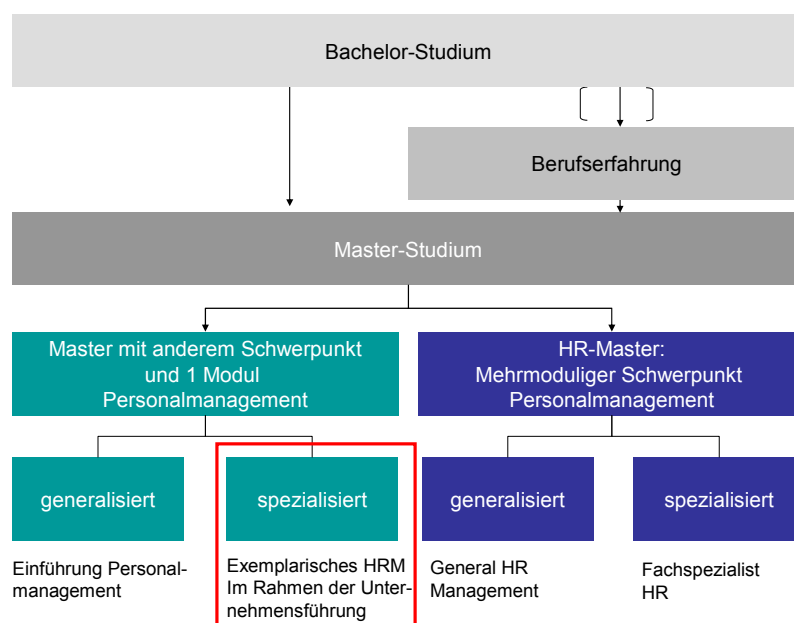 Bachelor-Studium
Berufserfahrung
Master-Studium
Master mit anderem Schwerpunkt
und 1 Modul
Personalmanagement
HR-Master:
Mehrmoduliger Schwerpunkt
Personalmanagement
generalisiert
spezialisiert
generalisiert
spezialisiert
Einführung Personal-
management
Exemplarisches HRM
Im Rahmen der Unter-
nehmensführung
General HR
Management
Fachspezialist
HR